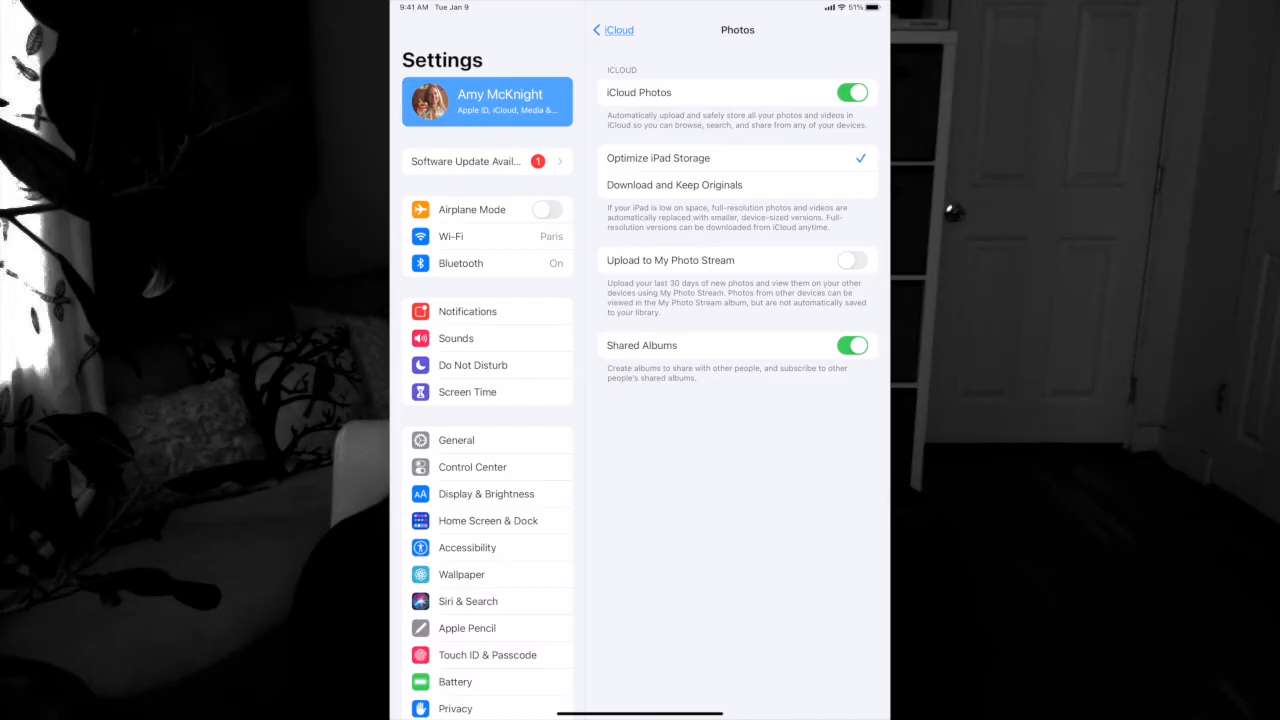 9:41 AM Tue Jan 9
51%
Settings
Amy McKnight
Apple ID, iCloud, Media &...
Software Update Avail...
1
Airplane Mode
Wi-Fi
Paris
Bluetooth
On
Notifications
Sounds
Do Not Disturb
Screen Time
General
Control Center
AA
Display & Brightness
Home Screen & Dock
Accessibility
Wallpaper
Siri & Search
Apple Pencil
Touch ID & Passcode
Battery
Privacy
iCloud
Photos
ICLOUD
iCloud Photos
Automatically upload and safely store all your photos and videos in
iCloud so you can browse, search, and share from any of your devices.
Optimize iPad Storage
Download and Keep Originals
If your iPad is low on space, full-resolution photos and videos are
automatically replaced with smaller, device-sized versions. Full-
resolution versions can be downloaded from iCloud anytime.
Upload to My Photo Stream
Upload your last 30 days of new photos and view them on your other
devices using My Photo Stream. Photos from other devices can be
viewed in the My Photo Stream album, but are not automatically saved
to your library.
Shared Albums
Create albums to share with other people, and subscribe to other
people's shared albums.